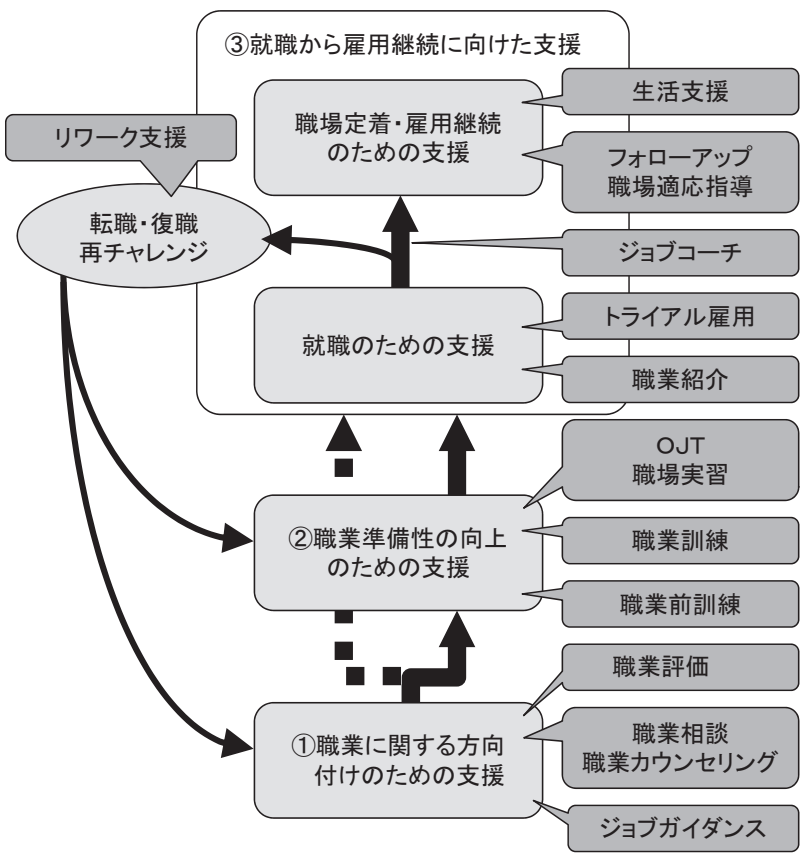 ③就職から雇用継続に向けた支援
職場定着・雇用継続
のための支援
生活支援
フォローアップ
職場適応指導
リワーク支援
転職・復職
再チャレンジ
ジョブコーチ
就職のための支援
トライアル雇用
職業紹介
②職業準備性の向上
のための支援
OJT
職場実習
職業訓練
職業前訓練
①職業に関する方向
付けのための支援
職業評価
職業相談
職業カウンセリング
ジョブガイダンス